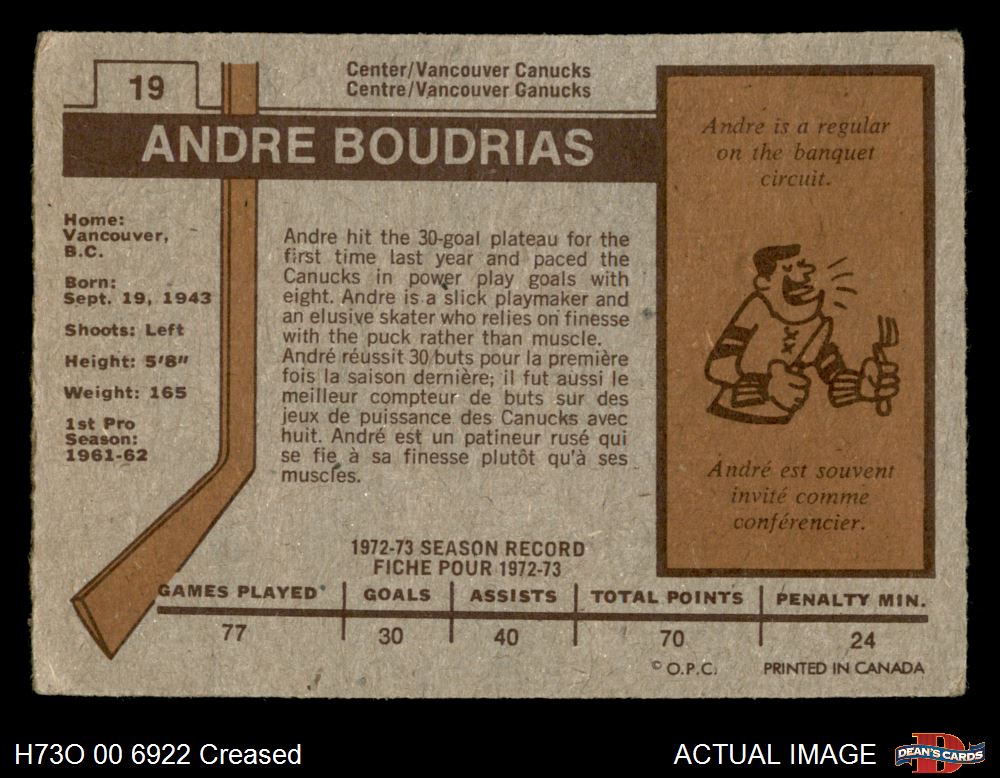 19
Center/Vancouver Canucks
Centre/Vancouver Ganucks
ANDRE BOUDRIAS
Home:
Vancouver,
B.C.
Born:
Sept. 19, 1943
Shoots: Left
Height: 5'8"
Weight: 165
1st Pro
Season:
1961-62
Andre hit the 30-goal plateau for the
first time last year and paced the
Canucks in power play goals with
eight. Andre is a slick playmaker and
an elusive skater who relies on finesse
with the puck rather than muscle.
André réussit 30 buts pour la première
fois la saison dernière; il fut aussi le
meilleur compteur de buts sur des
jeux de puissance des Canucks avec
huit. André est un patineur rusé qui
se fie à sa finesse plutôt qu'à ses
muscles.
Andre is a regular
on the banquet
circuit.
XX
André est souvent
invité comme
conférencier.
1972-73 SEASON RECORD
FICHE POUR 1972-73
GAMES PLAYED GOALS ASSISTS TOTAL POINTS PENALTY MIN.
77 30 40 70 24
© O.P.C. PRINTED IN CANADA
H73O 00 6922 Creased
ACTUAL IMAGE
DEAN'S CARDS